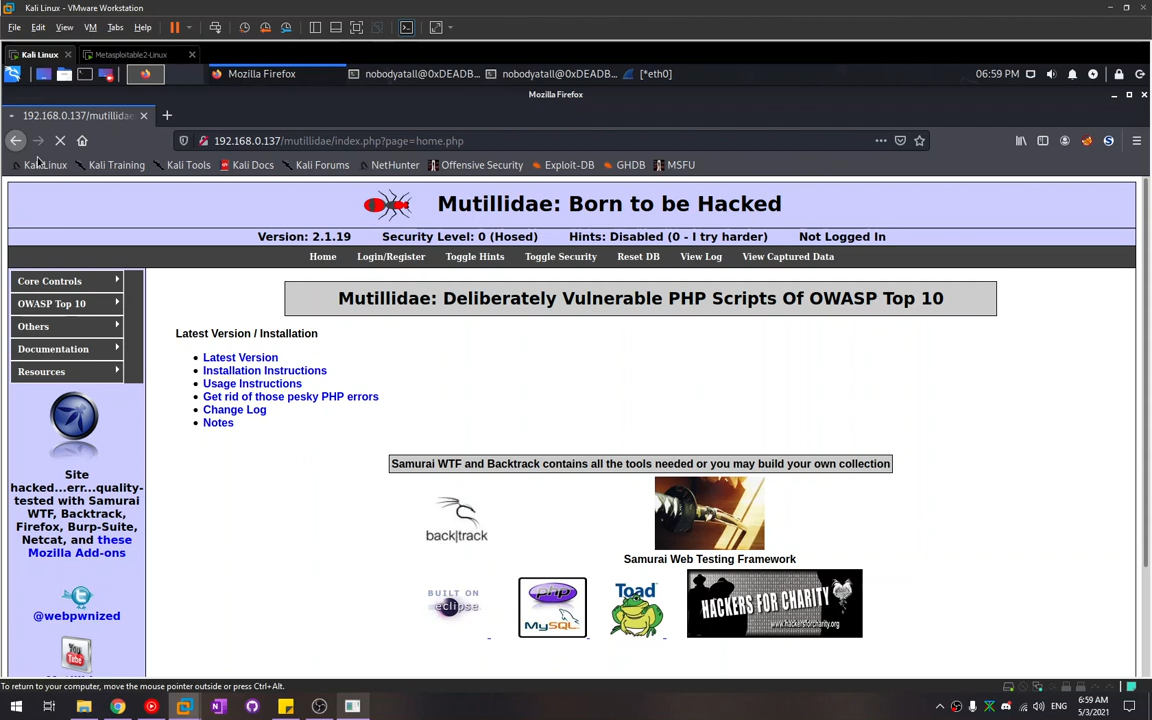 Kali Linux - VMware Workstation
File Edit View VM Tabs Help
Kali Linux Metasploitable2-Linux
Mozilla Firefox nobodyatall@0xDEADB... nobodyatall@0xDEADB... [*eth0] 06:59 PM
Mozilla Firefox
192.168.0.137/mutillidae
192.168.0.137/mutillidae/index.php?page=home.php
Kali Linux Kali Training Kali Tools Kali Docs Kali Forums NetHunter Offensive Security Exploit-DB GHDB MSFU
Mutillidae: Born to be Hacked
Version: 2.1.19 Security Level: 0 (Hosed) Hints: Disabled (0 - I try harder) Not Logged In
Home Login/Register Toggle Hints Toggle Security Reset DB View Log View Captured Data
Core Controls
OWASP Top 10
Others
Documentation
Resources
Site
hacked...err...quality-
tested with Samurai
WTF, Backtrack,
Firefox, Burp-Suite,
Netcat, and these
Mozilla Add-ons
@webpwnized
You
Tube
Mutillidae: Deliberately Vulnerable PHP Scripts Of OWASP Top 10
Latest Version / Installation
Latest Version
Installation Instructions
Usage Instructions
Get rid of those pesky PHP errors
Change Log
Notes
Samurai WTF and Backtrack contains all the tools needed or you may build your own collection
back|track
Samurai Web Testing Framework
BUILT ON
eclipse
php
MySQL
Toad
HACKERS FOR CHARITY
www.hackersforcharity.org
To return to your computer, move the mouse pointer outside or press Ctrl+Alt.
ENG
6:59 AM
5/3/2021